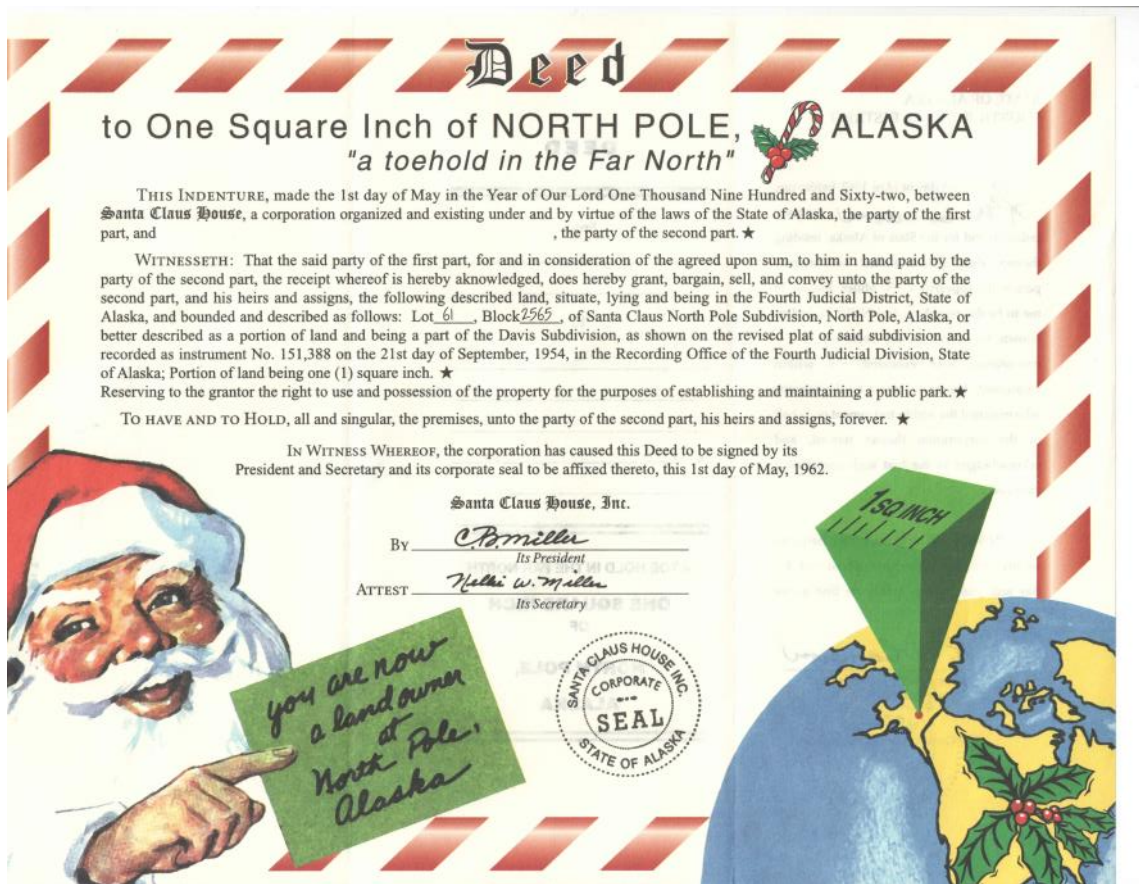 Deed
to One Square Inch of NORTH POLE, ALASKA
"a toehold in the Far North"
THIS INDENTURE, made the 1st day of May in the Year of Our Lord One Thousand Nine Hundred and Sixty-two, between
Santa Claus House, a corporation organized and existing under and by virtue of the laws of the State of Alaska, the party of the first
part, and , the party of the second part. ★
WITNESSETH: That the said party of the first part, for and in consideration of the agreed upon sum, to him in hand paid by the
party of the second part, the receipt whereof is hereby aknowledged, does hereby grant, bargain, sell, and convey unto the party of the
second part, and his heirs and assigns, the following described land, situate, lying and being in the Fourth Judicial District, State of
Alaska, and bounded and described as follows: Lot 61, Block 2565, of Santa Claus North Pole Subdivision, North Pole, Alaska, or
better described as a portion of land and being a part of the Davis Subdivision, as shown on the revised plat of said subdivision and
recorded as instrument No. 151,388 on the 21st day of September, 1954, in the Recording Office of the Fourth Judicial Division, State
of Alaska; Portion of land being one (1) square inch. ★
Reserving to the grantor the right to use and possession of the property for the purposes of establishing and maintaining a public park. ★
TO HAVE AND TO HOLD, all and singular, the premises, unto the party of the second part, his heirs and assigns, forever. ★
IN WITNESS WHEREOF, the corporation has caused this Deed to be signed by its
President and Secretary and its corporate seal to be affixed thereto, this 1st day of May, 1962.
Santa Claus House, Inc.
BY C.B. Miller
Its President
ATTEST Nellie W. Miller
Its Secretary
1 SQ INCH
you are now
a land owner
at
North Pole,
Alaska
SANTA CLAUS HOUSE INC.
CORPORATE
SEAL
STATE OF ALASKA